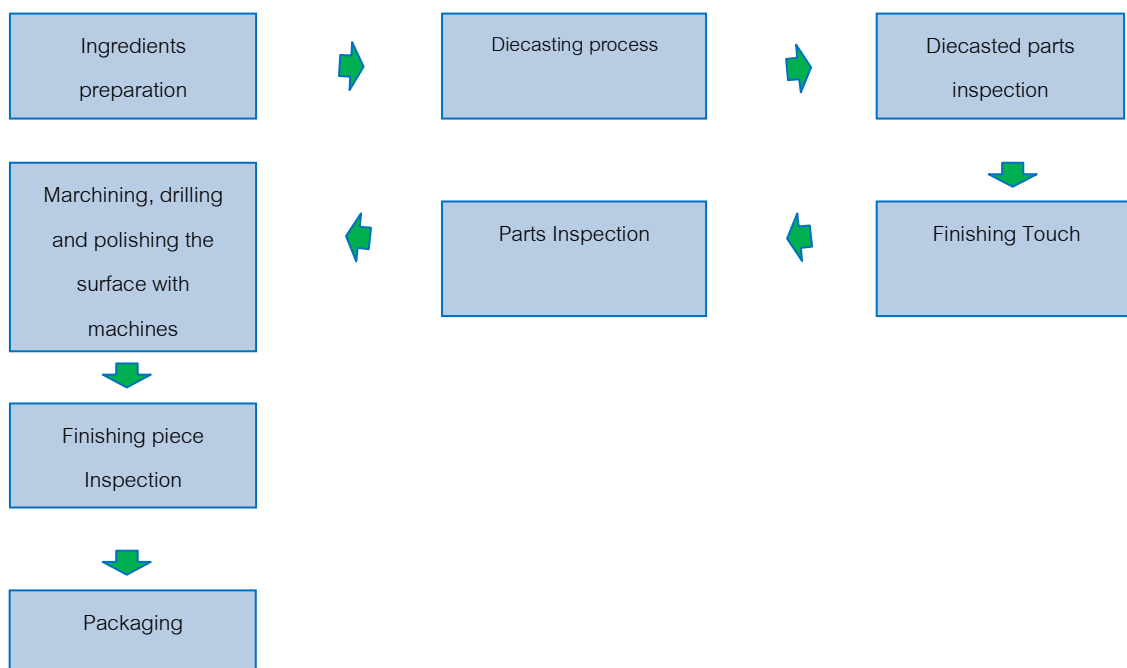 Ingredients
preparation
Diecasting process
Diecasted parts
inspection
Finishing Touch
Parts Inspection
Marchining, drilling
and polishing the
surface with
machines
Finishing piece
Inspection
Packaging